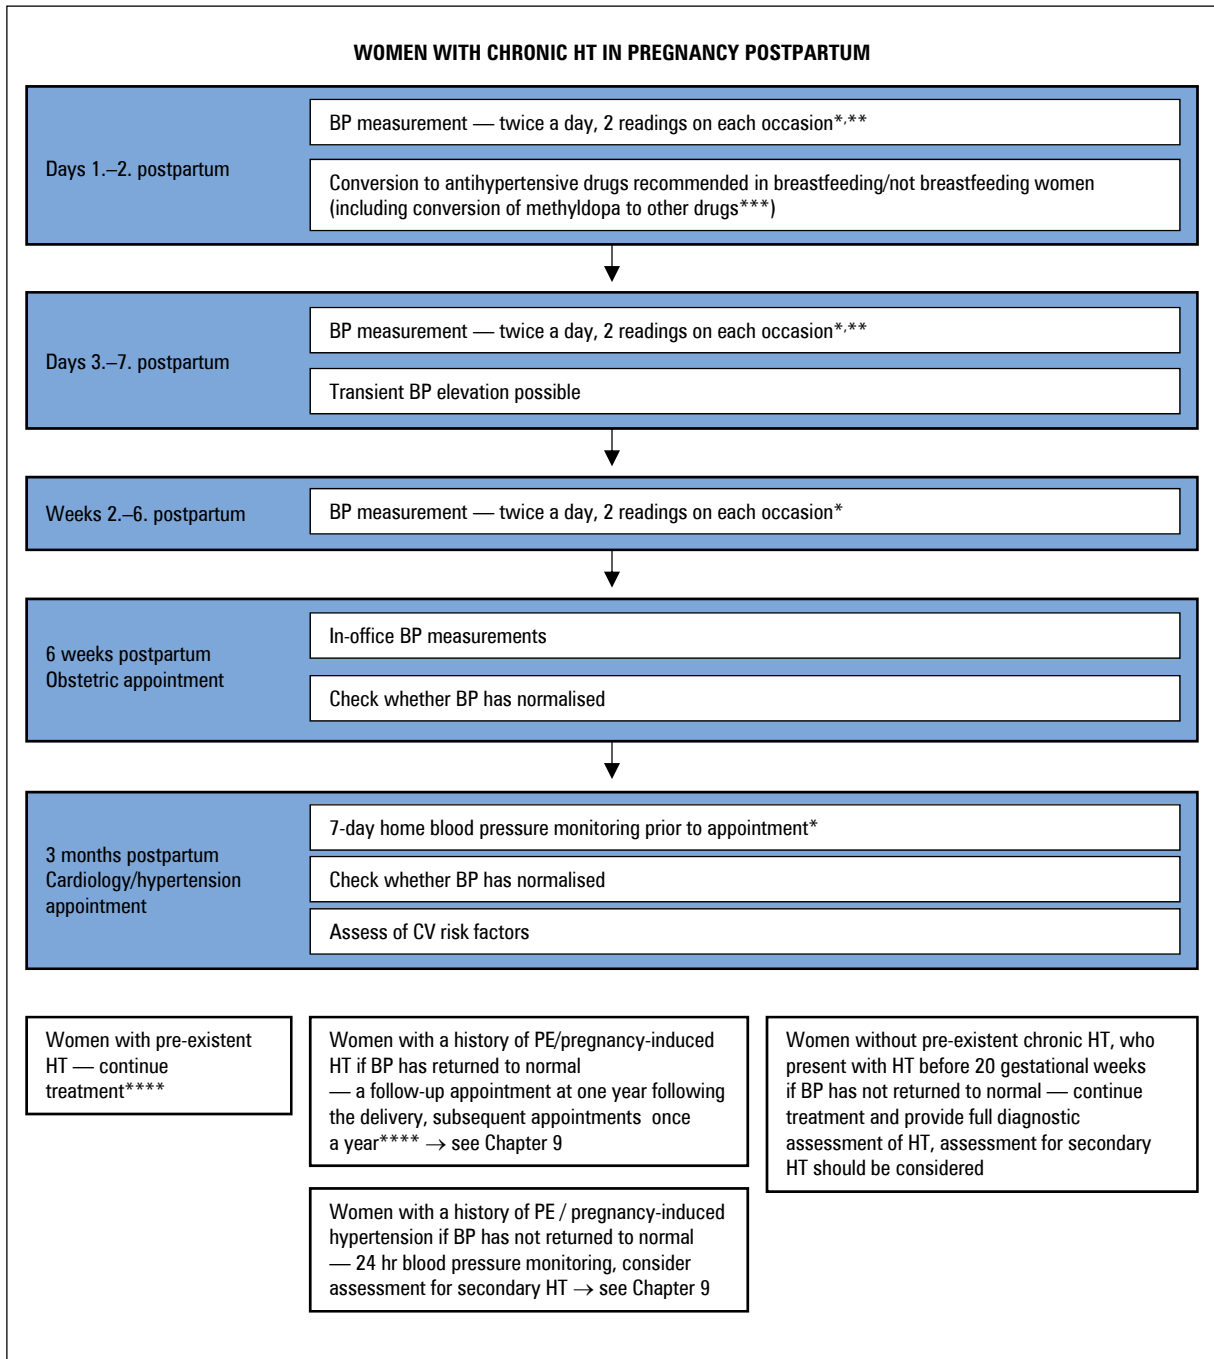 WOMEN WITH CHRONIC HT IN PREGNANCY POSTPARTUM
Days 1.–2. postpartum
BP measurement — twice a day, 2 readings on each occasion*,**
Conversion to antihypertensive drugs recommended in breastfeeding/not breastfeeding women
(including conversion of methyldopa to other drugs***)
Days 3.–7. postpartum
BP measurement — twice a day, 2 readings on each occasion*,**
Transient BP elevation possible
Weeks 2.–6. postpartum
BP measurement — twice a day, 2 readings on each occasion*
6 weeks postpartum
Obstetric appointment
In-office BP measurements
Check whether BP has normalised
3 months postpartum
Cardiology/hypertension
appointment
7-day home blood pressure monitoring prior to appointment*
Check whether BP has normalised
Assess of CV risk factors
Women with pre-existent
HT — continue
treatment****
Women with a history of PE/pregnancy-induced
HT if BP has returned to normal
— a follow-up appointment at one year following
the delivery, subsequent appointments once
a year**** → see Chapter 9
Women with a history of PE / pregnancy-induced
hypertension if BP has not returned to normal
— 24 hr blood pressure monitoring, consider
assessment for secondary HT → see Chapter 9
Women without pre-existent chronic HT, who
present with HT before 20 gestational weeks
if BP has not returned to normal — continue
treatment and provide full diagnostic
assessment of HT, assessment for secondary
HT should be considered